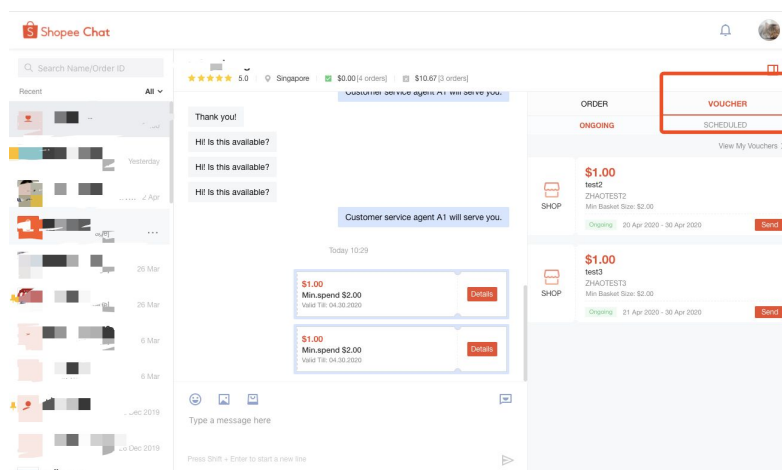 Shopee Chat
Search Name/Order ID
Recent
All
Yesterday
2 Apr
26 Mar
26 Mar
6 Mar
6 Mar
Dec 2019
Dec 2019
5.0
Singapore
$0.00 [4 orders]
$10.67 [3 orders]
Customer service agent A1 will serve you.
Thank you!
Hi! Is this available?
Hi! Is this available?
Hi! Is this available?
Customer service agent A1 will serve you.
Today 10:29
$1.00
Min.spend $2.00
Valid Till: 04.30.2020
Details
$1.00
Min.spend $2.00
Valid Till: 04.30.2020
Details
Type a message here
Press Shift + Enter to start a new line
ORDER
VOUCHER
ONGOING
SCHEDULED
View My Vouchers
$1.00
test2
ZHAOTEST2
Min Basket Size: $2.00
SHOP
Ongoing
20 Apr 2020 - 30 Apr 2020
Send
$1.00
test3
ZHAOTEST3
Min Basket Size: $2.00
SHOP
Ongoing
21 Apr 2020 - 30 Apr 2020
Send